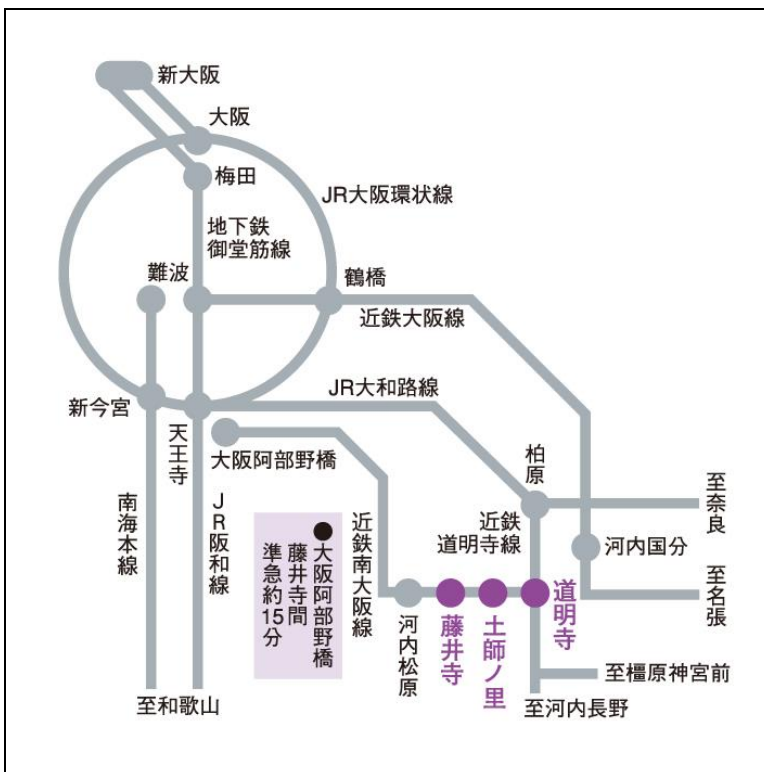 新大阪
大阪
梅田
JR大阪環状線
地下鉄
御堂筋線
難波
鶴橋
近鉄大阪線
新今宮
天王寺
JR大和路線
大阪阿部野橋
柏原
至奈良
南海本線
JR阪和線
●大阪阿部野橋
藤井寺間
準急約15分
近鉄南大阪線
近鉄
道明寺線
河内国分
至名張
河内松原
藤井寺
土師ノ里
道明寺
至橿原神宮前
至和歌山
至河内長野